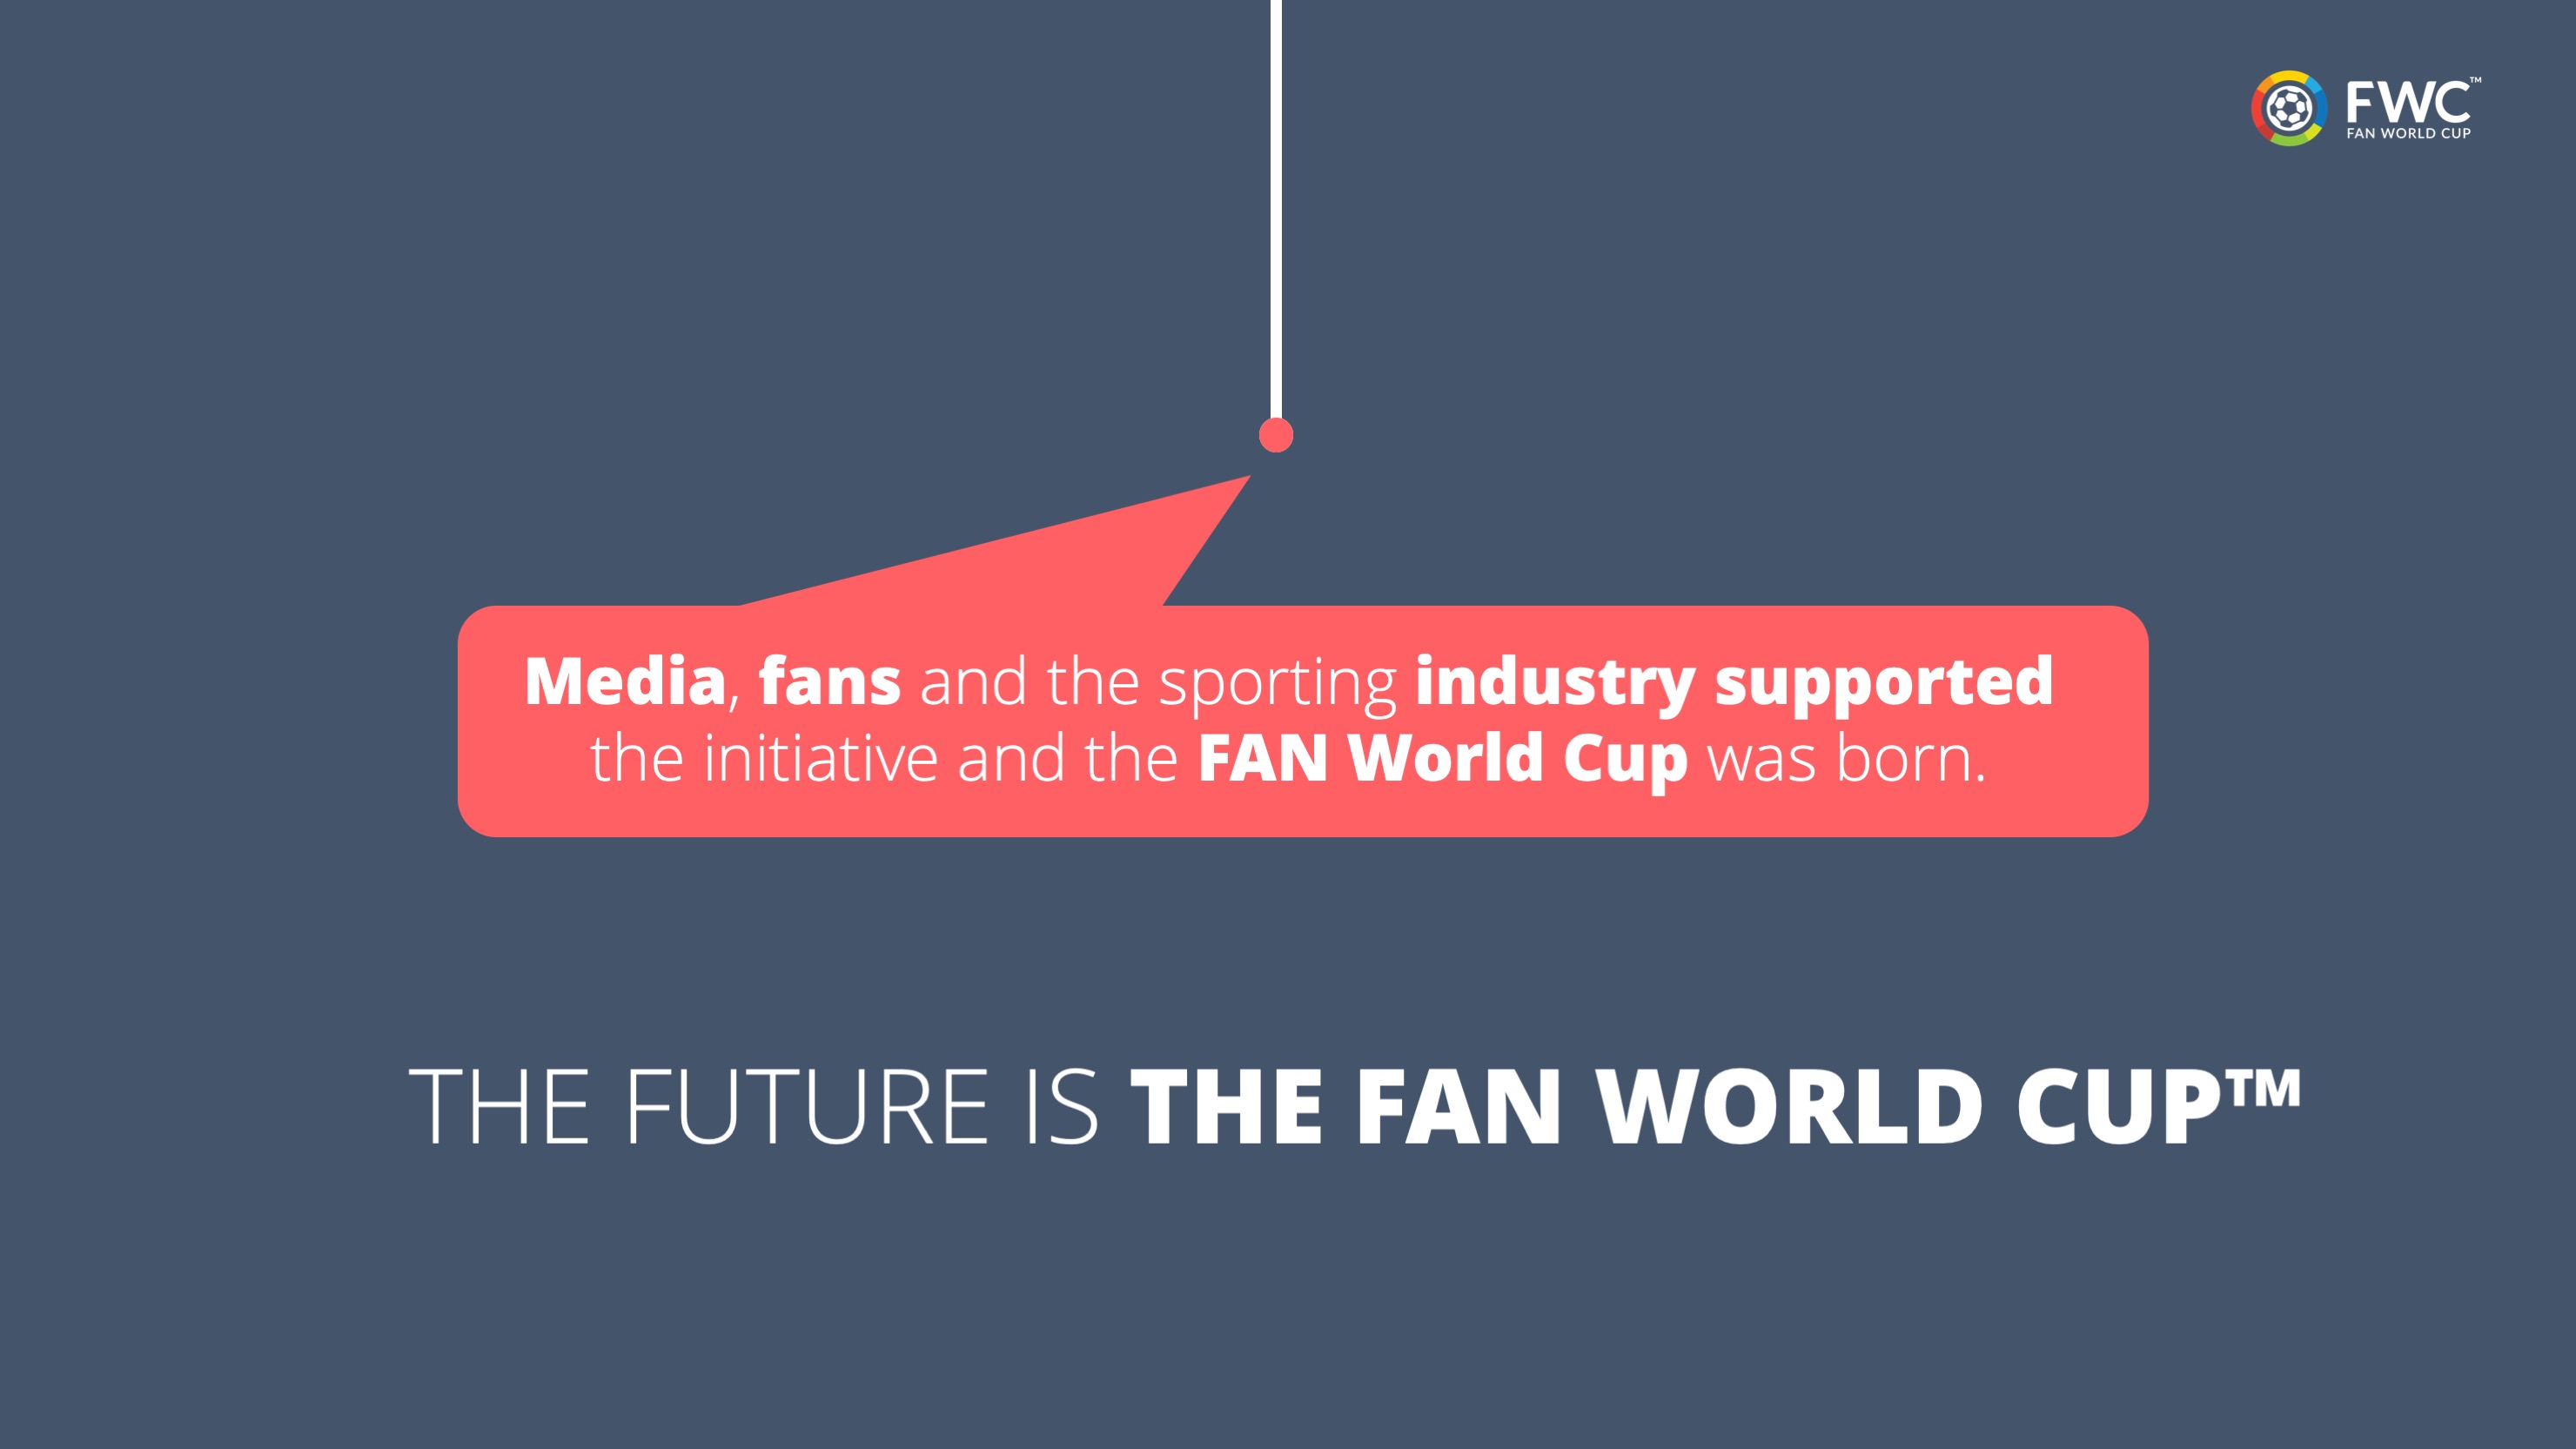 FWC™
FAN WORLD CUP
Media, fans and the sporting industry supported
the initiative and the FAN World Cup was born.
THE FUTURE IS THE FAN WORLD CUP™